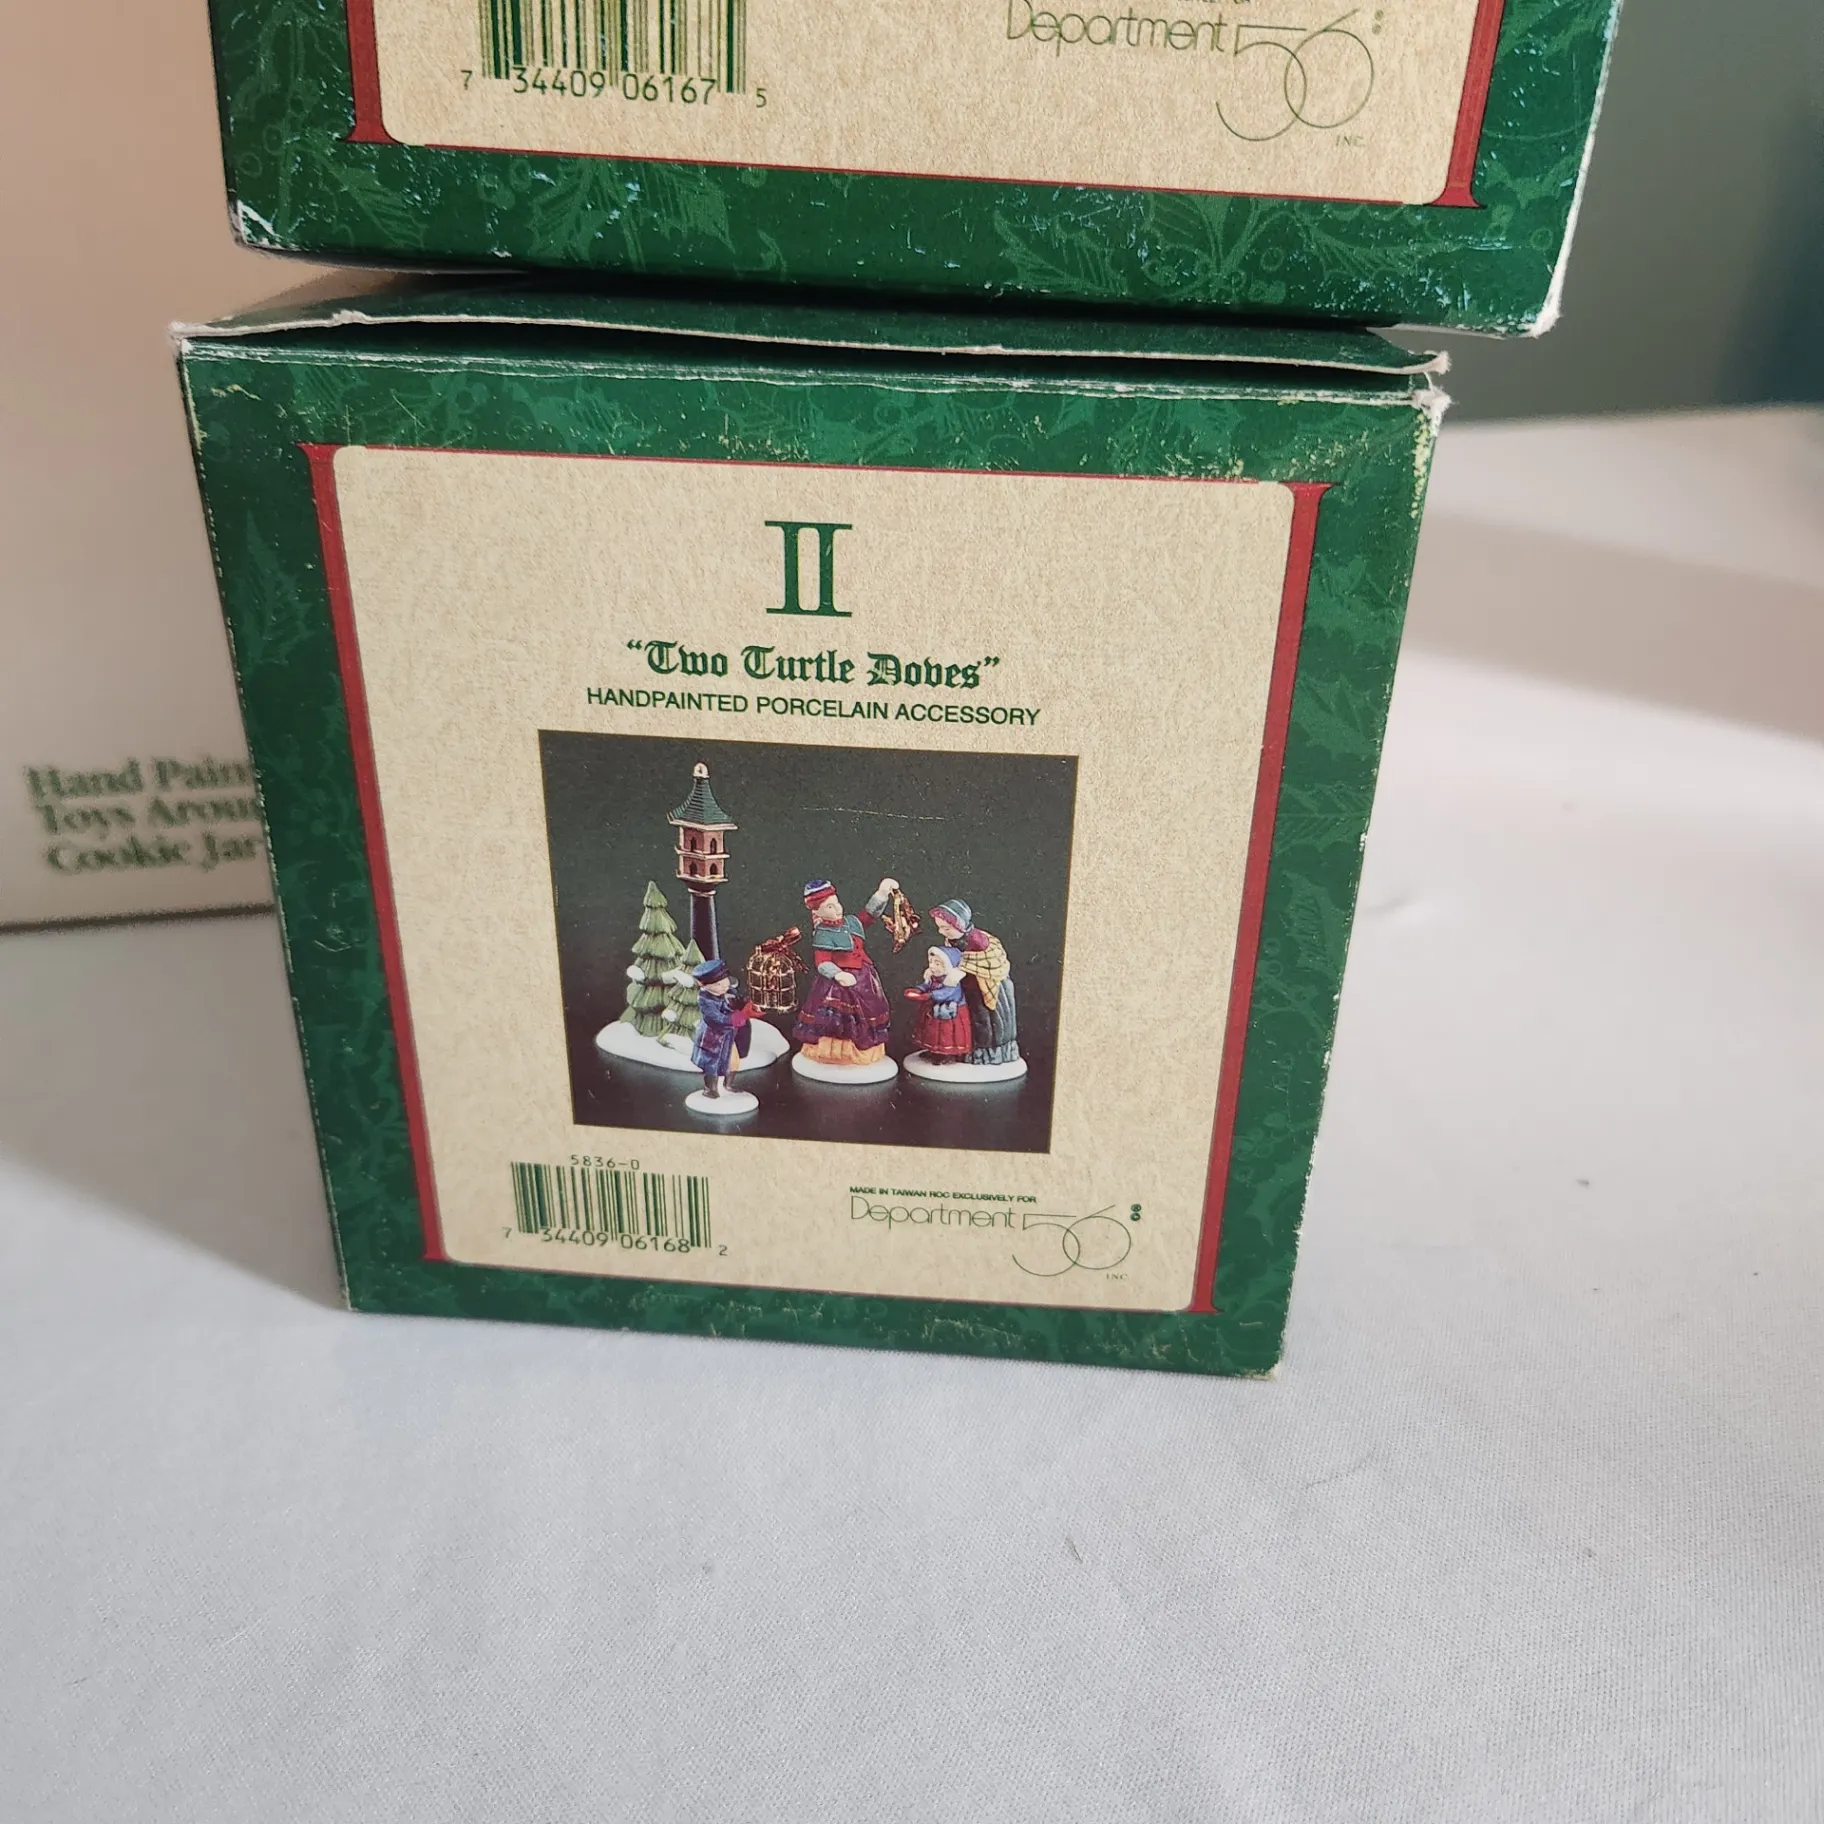 Department 56
INC.
7 34409 06167 5
II
"Two Turtle Doves"
HANDPAINTED PORCELAIN ACCESSORY
5836-0
7 34409 06168 2
MADE IN TAIWAN ROC EXCLUSIVELY FOR
Department 56 ®
INC.
Hand Pain
Toys Arou
Cookie Jar